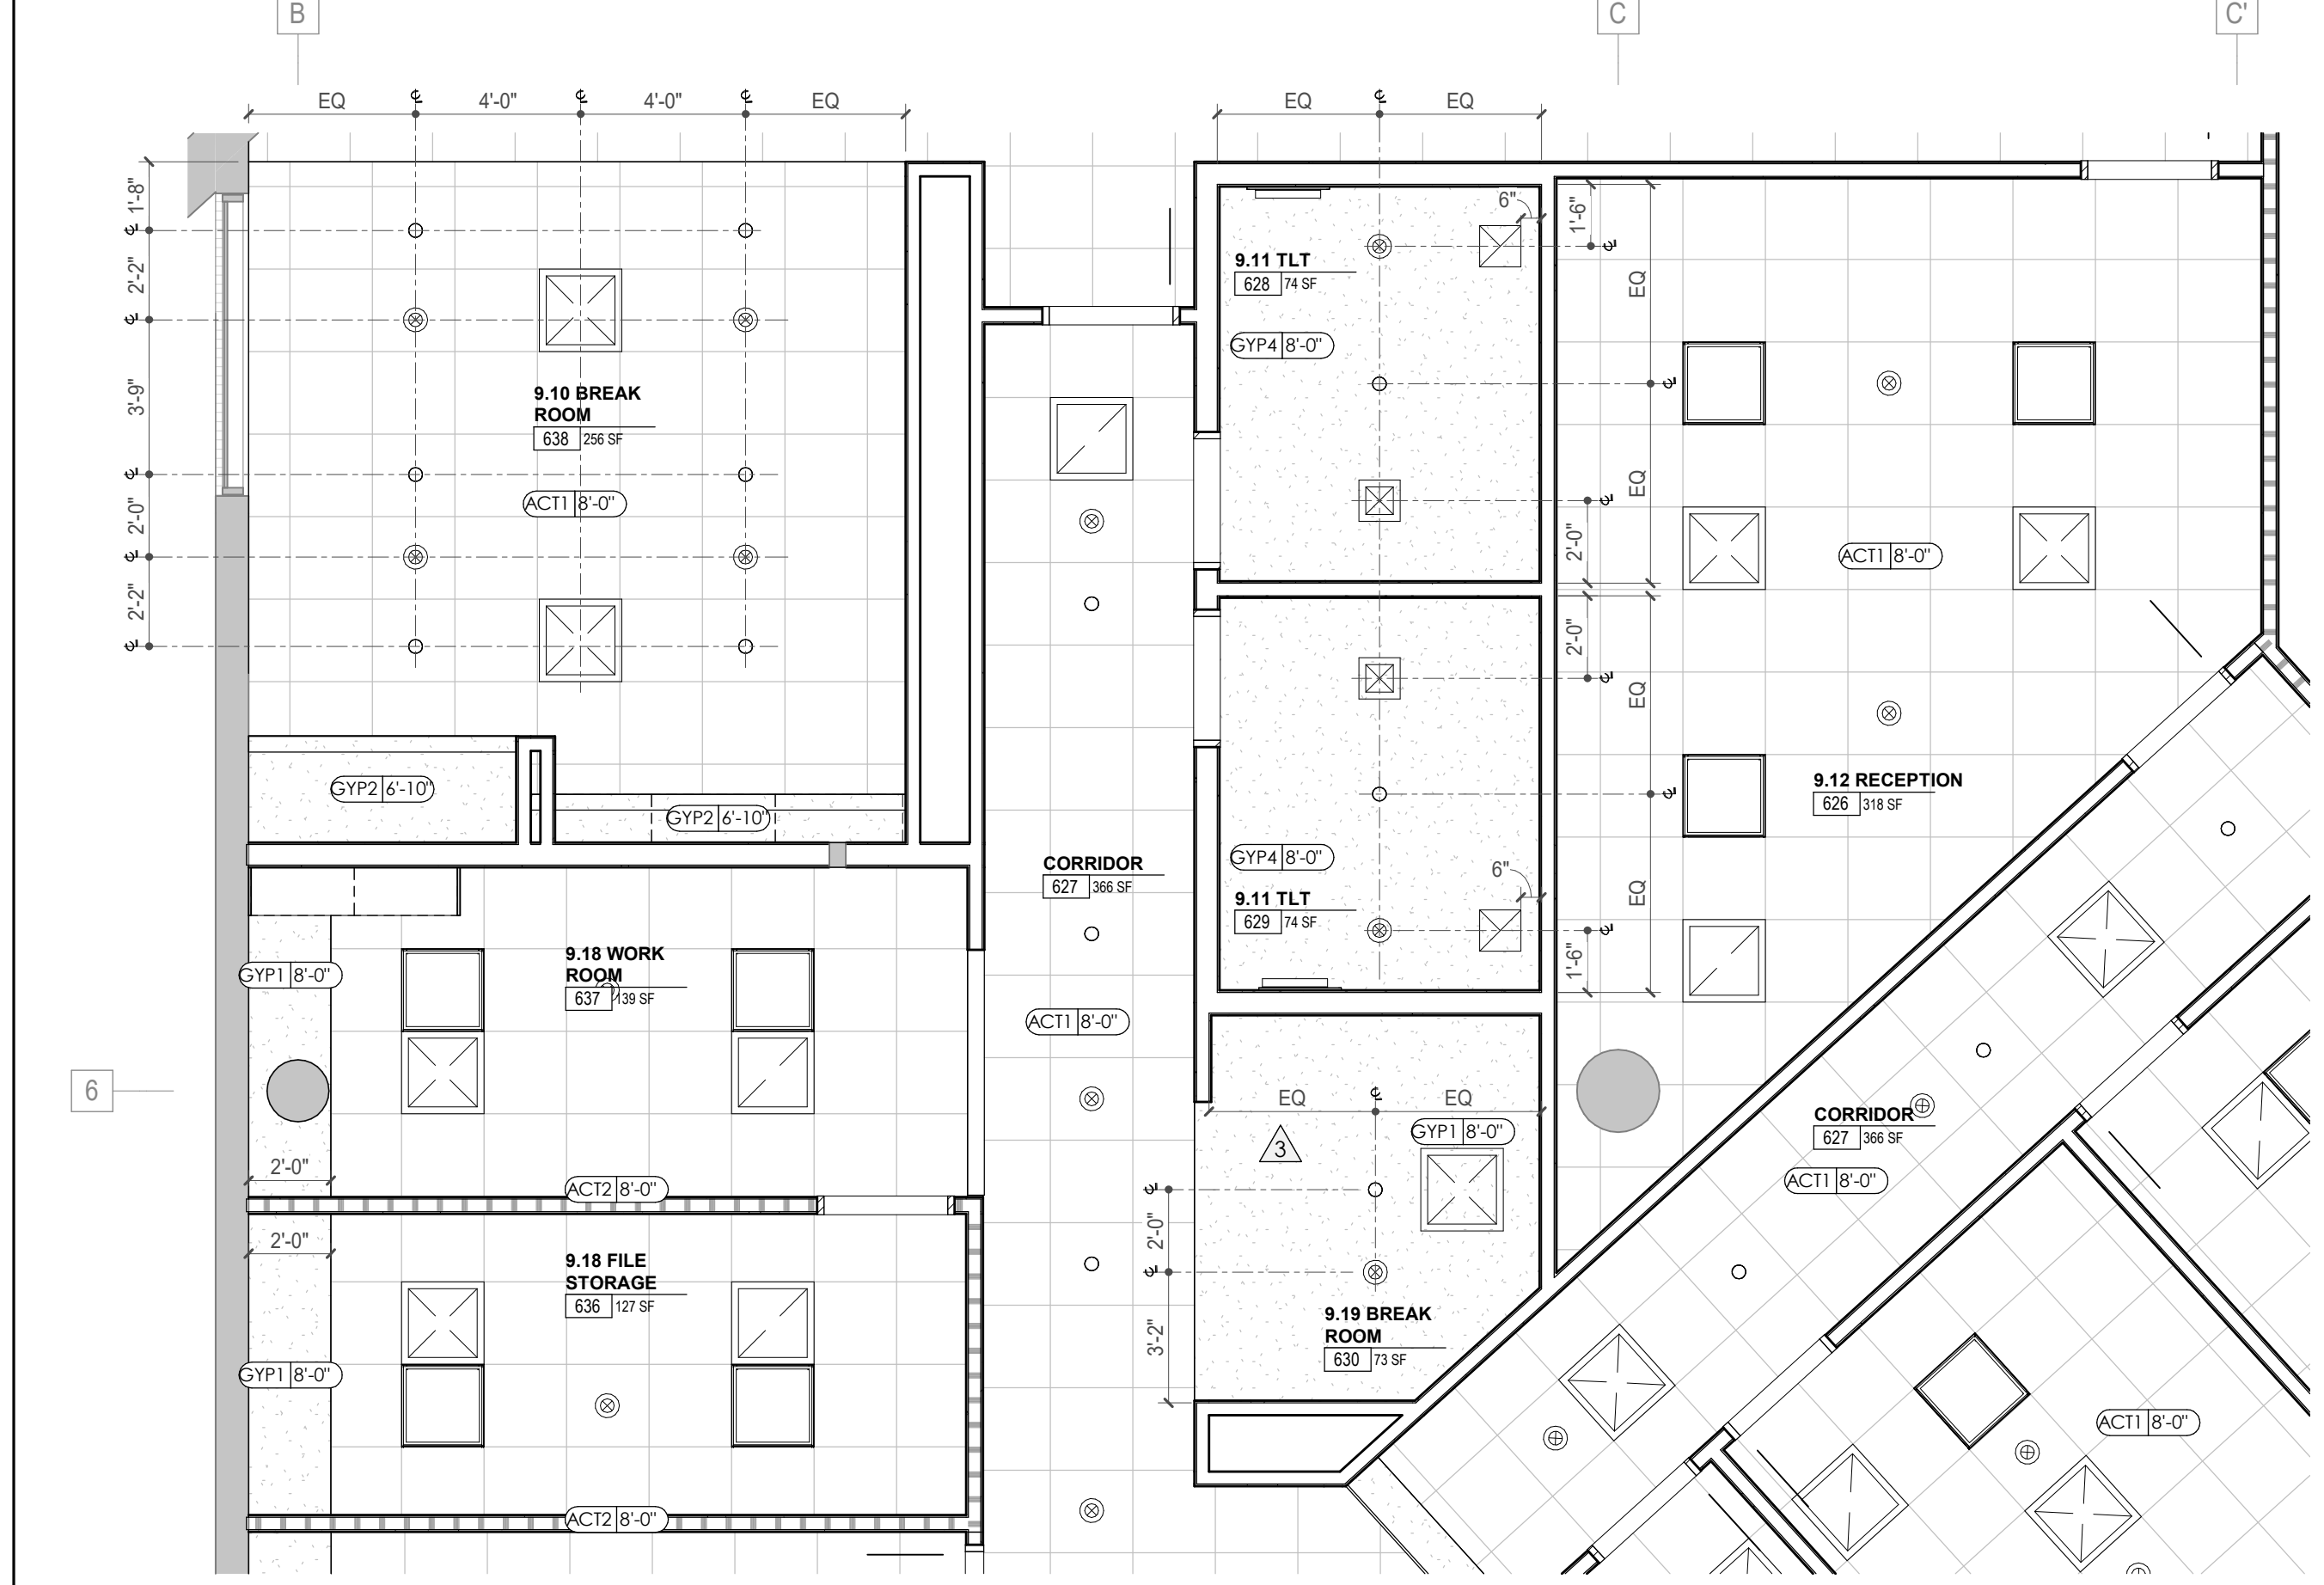 B
C
C'
EQ
4'-0"
4'-0"
EQ
EQ
EQ
1'-8"
2'-2"
3'-9"
2'-0"
2'-2"
9.10 BREAK
ROOM
638 256 SF
ACT1 8'-0"
GYP2 6'-10"
GYP2 6'-10"
6"
1'-6"
EQ
9.11 TLT
628 74 SF
GYP4 8'-0"
EQ
2'-0"
2'-0"
EQ
GYP4 8'-0"
6"
9.11 TLT
629 74 SF
EQ
1'-6"
ACT1 8'-0"
9.12 RECEPTION
626 318 SF
CORRIDOR
627 366 SF
ACT1 8'-0"
9.18 WORK
ROOM
637 139 SF
GYP1 8'-0"
6
2'-0"
ACT2 8'-0"
2'-0"
9.18 FILE
STORAGE
636 127 SF
GYP1 8'-0"
ACT2 8'-0"
EQ
EQ
GYP1 8'-0"
3
2'-0"
3'-2"
9.19 BREAK
ROOM
630 73 SF
CORRIDOR
627 366 SF
ACT1 8'-0"
ACT1 8'-0"